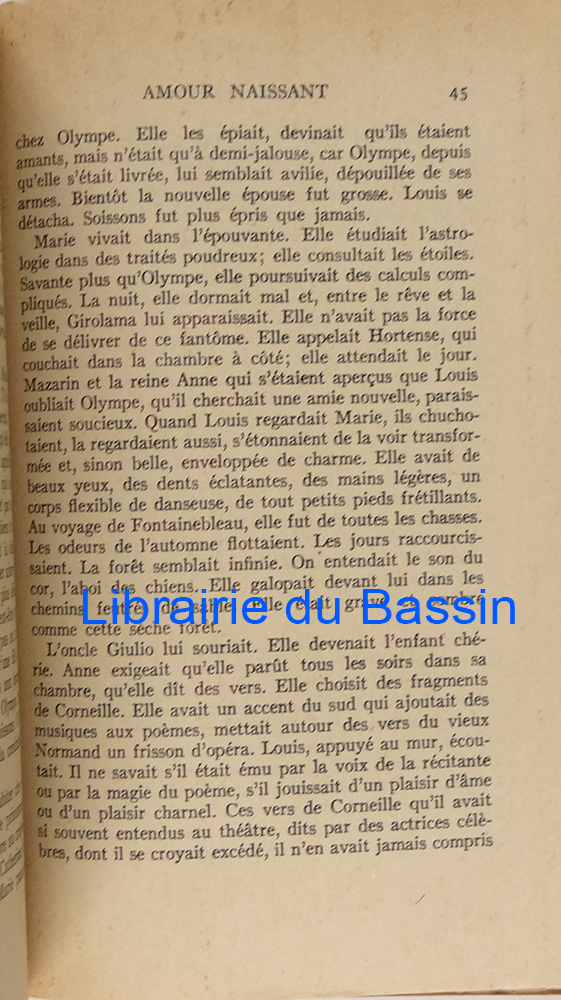 AMOUR NAISSANT 45
chez Olympe. Elle les épiait, devinait qu'ils étaient
amants, mais n'était qu'à demi-jalouse, car Olympe, depuis
qu'elle s'était livrée, lui semblait avilie, dépouillée de ses
armes. Bientôt la nouvelle épouse fut grosse. Louis se
détacha. Soissons fut plus épris que jamais.
Marie vivait dans l'épouvante. Elle étudiait l'astro-
logie dans des traités poudreux; elle consultait les étoiles.
Savante plus qu'Olympe, elle poursuivait des calculs com-
pliqués. La nuit, elle dormait mal et, entre le rêve et la
veille, Girolama lui apparaissait. Elle n'avait pas la force
de se délivrer de ce fantôme. Elle appelait Hortense, qui
couchait dans la chambre à côté; elle attendait le jour.
Mazarin et la reine Anne qui s'étaient aperçus que Louis
oubliait Olympe, qu'il cherchait une amie nouvelle, parais-
saient soucieux. Quand Louis regardait Marie, ils chucho-
taient, la regardaient aussi, s'étonnaient de la voir transfor-
mée et, sinon belle, enveloppée de charme. Elle avait de
beaux yeux, des dents éclatantes, des mains légères, un
corps flexible de danseuse, de tout petits pieds frétillants.
Au voyage de Fontainebleau, elle fut de toutes les chasses.
Les odeurs de l'automne flottaient. Les jours raccourcis-
saient. La forêt semblait infinie. On entendait le son du
cor, l'aboi des chiens. Elle galopait devant lui dans les
chemins feutrés de sable. Elle était grave et sombre
Librairie du Bassin
comme cette sèche forêt.
L'oncle Giulio lui souriait. Elle devenait l'enfant ché-
rie. Anne exigeait qu'elle parût tous les soirs dans sa
chambre, qu'elle dît des vers. Elle choisit des fragments
de Corneille. Elle avait un accent du sud qui ajoutait des
musiques aux poèmes, mettait autour des vers du vieux
Normand un frisson d'opéra. Louis, appuyé au mur, écou-
tait. Il ne savait s'il était ému par la voix de la récitante
ou par la magie du poème, s'il jouissait d'un plaisir d'âme
ou d'un plaisir charnel. Ces vers de Corneille qu'il avait
si souvent entendus au théâtre, dits par des actrices célè-
bres, dont il se croyait excédé, il n'en avait jamais compris